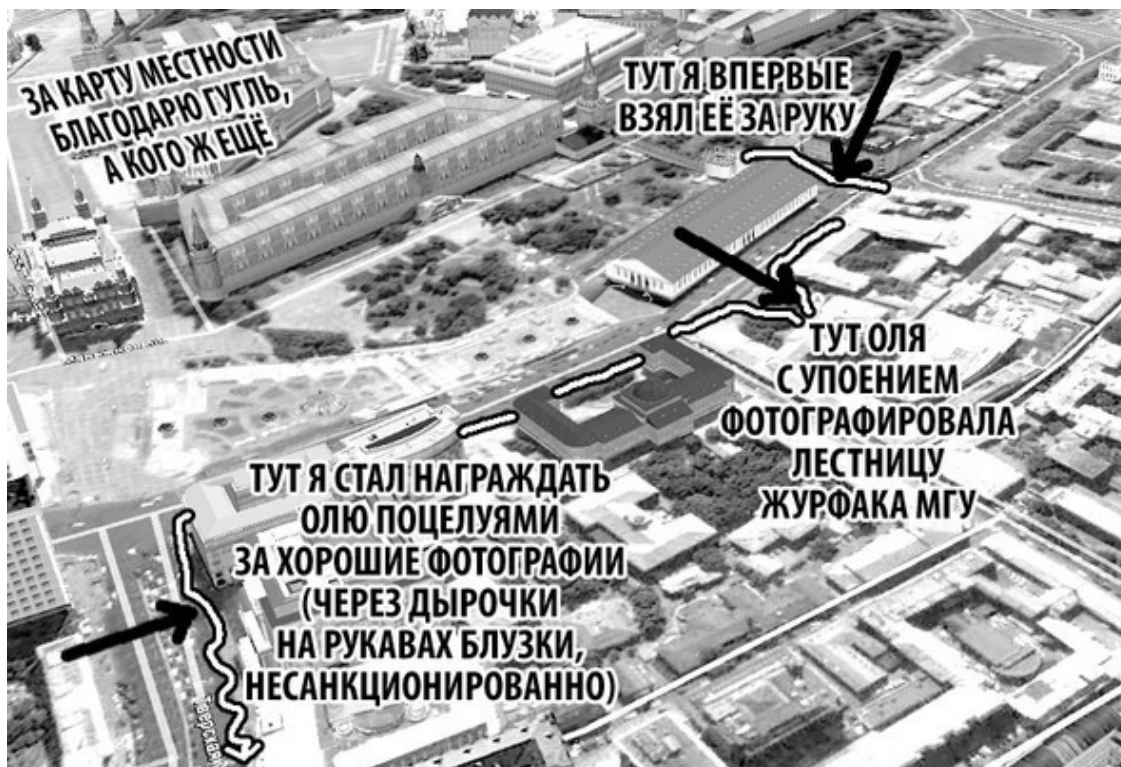 ЗА КАРТУ МЕСТНОСТИ
БЛАГОДАРЮ ГУГЛЬ,
А КОГО Ж ЕЩЁ
ТУТ Я ВПЕРВЫЕ
ВЗЯЛ ЕЁ ЗА РУКУ
ТУТ ОЛЯ
С УПОЕНИЕМ
ФОТОГРАФИРОВАЛА
ЛЕСТНИЦУ
ЖУРФАКА МГУ
ТУТ Я СТАЛ НАГРАЖДАТЬ
ОЛЮ ПОЦЕЛУЯМИ
ЗА ХОРОШИЕ ФОТОГРАФИИ
(ЧЕРЕЗ ДЫРОЧКИ
НА РУКАВАХ БЛУЗКИ,
НЕСАНКЦИОНИРОВАННО)
Тверская